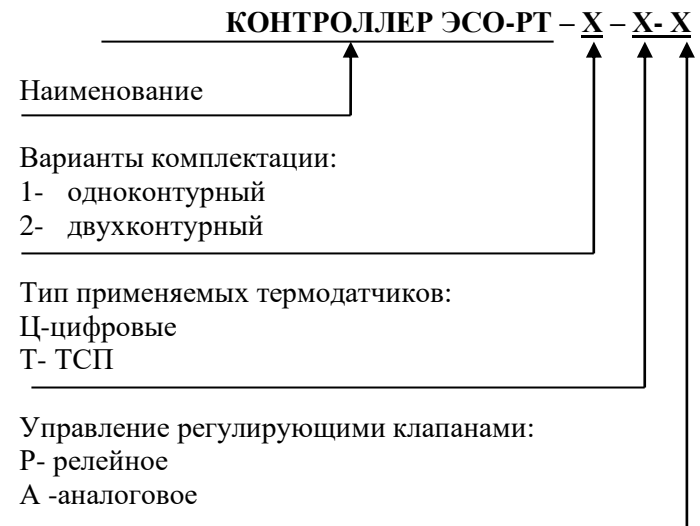 КОНТРОЛЛЕР ЭСО-РТ – Х – Х- Х
Наименование
Варианты комплектации:
1- одноконтурный
2- двухконтурный
Тип применяемых термодатчиков:
Ц-цифровые
Т- ТСП
Управление регулирующими клапанами:
Р- релейное
А -аналоговое